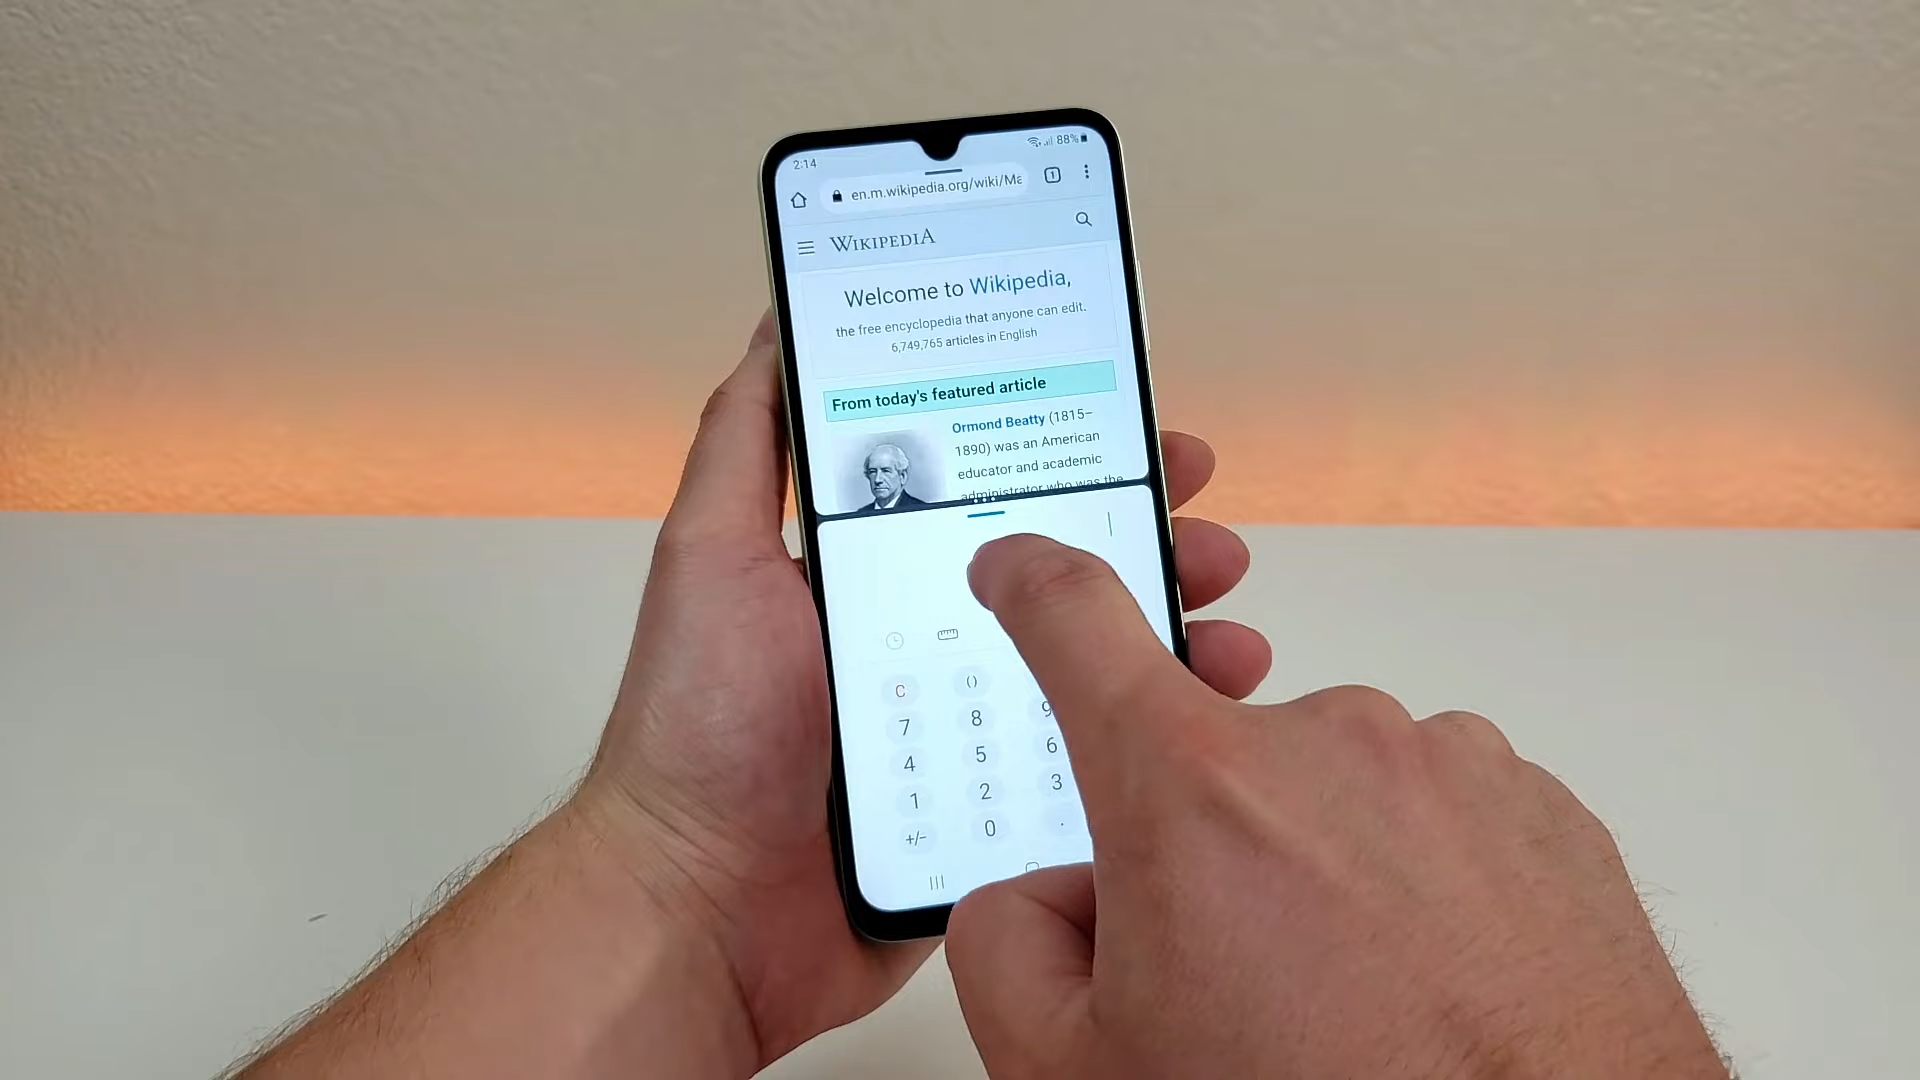 2:14
88%
en.m.wikipedia.org/wiki/Ma
1
WIKIPEDIA
Welcome to Wikipedia,
the free encyclopedia that anyone can edit.
6,749,765 articles in English
From today's featured article
Ormond Beatty (1815–
1890) was an American
educator and academic
administrator who was the
C ()
7 8 9
4 5 6
1 2 3
+/- 0 .